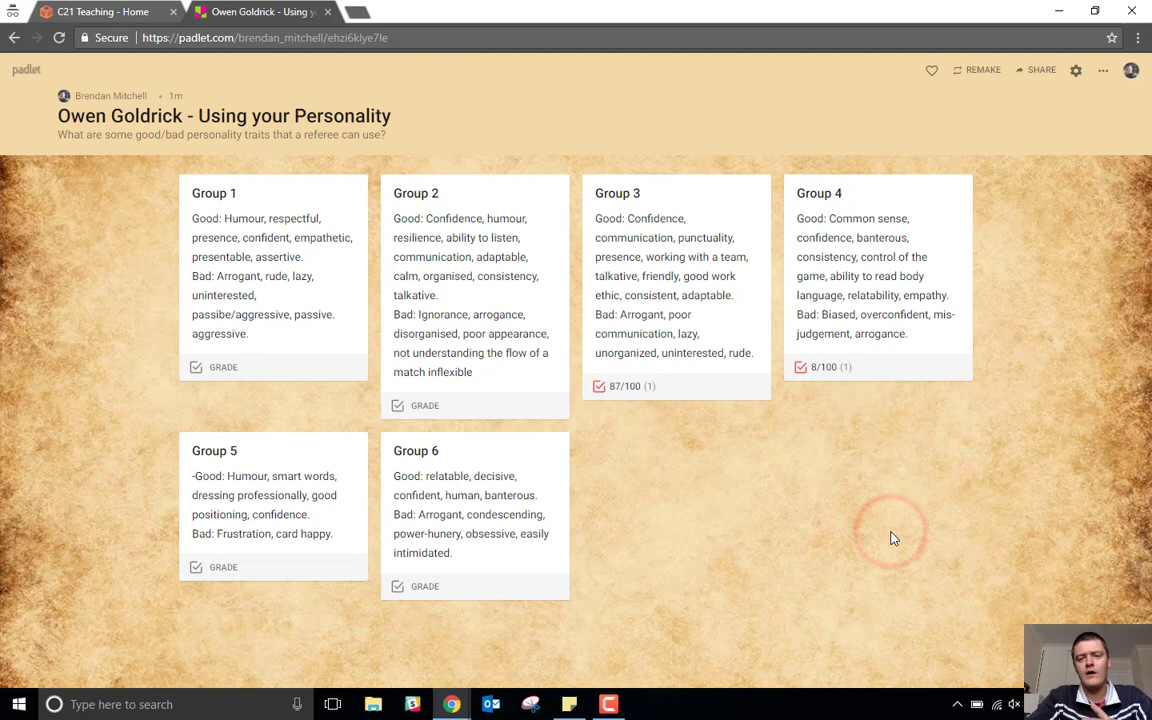 C21 Teaching - Home
Owen Goldrick - Using y
Secure
https://padlet.com/brendan_mitchell/ehzi6klye7le
padlet
REMAKE
SHARE
Brendan Mitchell • 1m
Owen Goldrick - Using your Personality
What are some good/bad personality traits that a referee can use?
Group 1
Good: Humour, respectful,
presence, confident, empathetic,
presentable, assertive.
Bad: Arrogant, rude, lazy,
uninterested,
passibe/aggressive, passive.
aggressive.
GRADE
Group 2
Good: Confidence, humour,
resilience, ability to listen,
communication, adaptable,
calm, organised, consistency,
talkative.
Bad: Ignorance, arrogance,
disorganised, poor appearance,
not understanding the flow of a
match inflexible
GRADE
Group 3
Good: Confidence,
communication, punctuality,
presence, working with a team,
talkative, friendly, good work
ethic, consistent, adaptable.
Bad: Arrogant, poor
communication, lazy,
unorganized, uninterested, rude.
87/100 (1)
Group 4
Good: Common sense,
confidence, banterous,
consistency, control of the
game, ability to read body
language, relatability, empathy.
Bad: Biased, overconfident, mis-
judgement, arrogance.
8/100 (1)
Group 5
-Good: Humour, smart words,
dressing professionally, good
positioning, confidence.
Bad: Frustration, card happy.
GRADE
Group 6
Good: relatable, decisive,
confident, human, banterous.
Bad: Arrogant, condescending,
power-hunery, obsessive, easily
intimidated.
GRADE
Type here to search